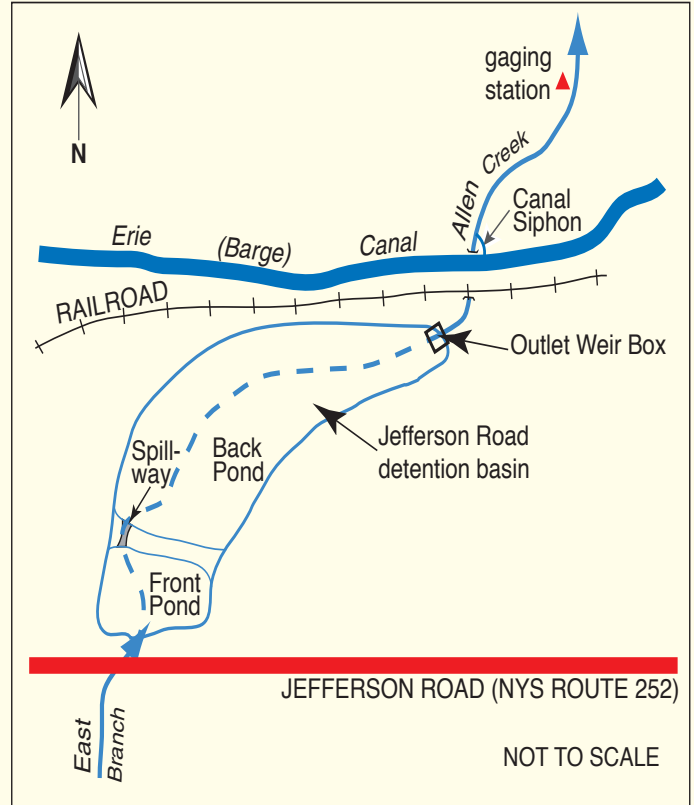 gaging
station
N
Allen Creek
Canal
Siphon
Erie (Barge) Canal
RAILROAD
Outlet Weir Box
Jefferson Road
detention basin
Spill-
way
Back
Pond
Front
Pond
JEFFERSON ROAD (NYS ROUTE 252)
East
Branch
NOT TO SCALE